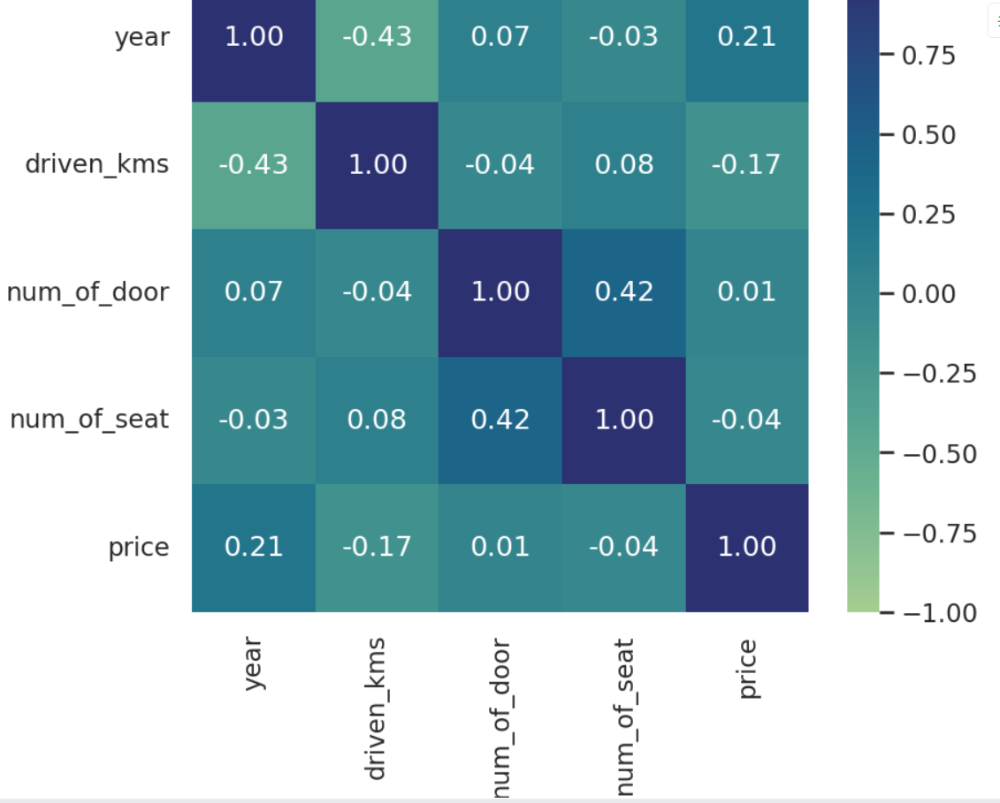 year 1.00 -0.43 0.07 -0.03 0.21
0.75
0.50
driven_kms -0.43 1.00 -0.04 0.08 -0.17
0.25
num_of_door 0.07 -0.04 1.00 0.42 0.01
0.00
−0.25
num_of_seat -0.03 0.08 0.42 1.00 -0.04
−0.50
−0.75
price 0.21 -0.17 0.01 -0.04 1.00
−1.00
year
driven_kms
num_of_door
num_of_seat
price